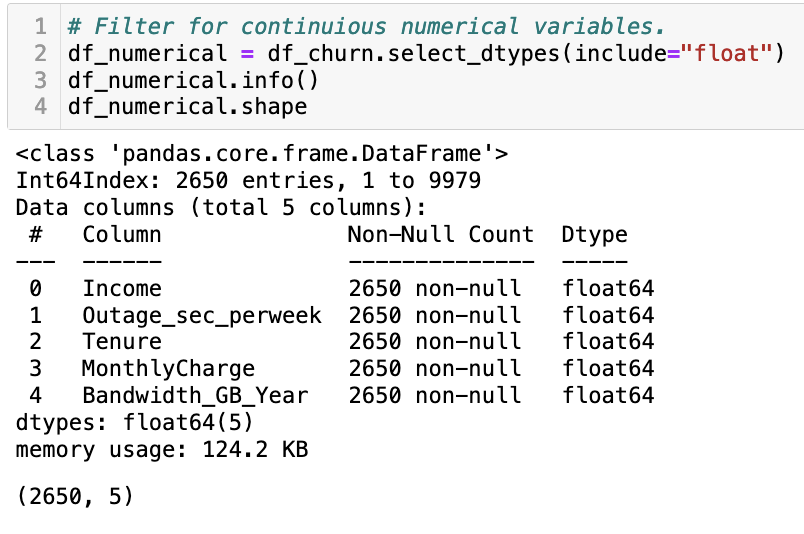 1 # Filter for continuious numerical variables.
2 df_numerical = df_churn.select_dtypes(include="float")
3 df_numerical.info()
4 df_numerical.shape
<class 'pandas.core.frame.DataFrame'>
Int64Index: 2650 entries, 1 to 9979
Data columns (total 5 columns):
 #   Column              Non-Null Count  Dtype
---  ------              --------------  -----
 0   Income              2650 non-null   float64
 1   Outage_sec_perweek  2650 non-null   float64
 2   Tenure              2650 non-null   float64
 3   MonthlyCharge       2650 non-null   float64
 4   Bandwidth_GB_Year   2650 non-null   float64
dtypes: float64(5)
memory usage: 124.2 KB
(2650, 5)